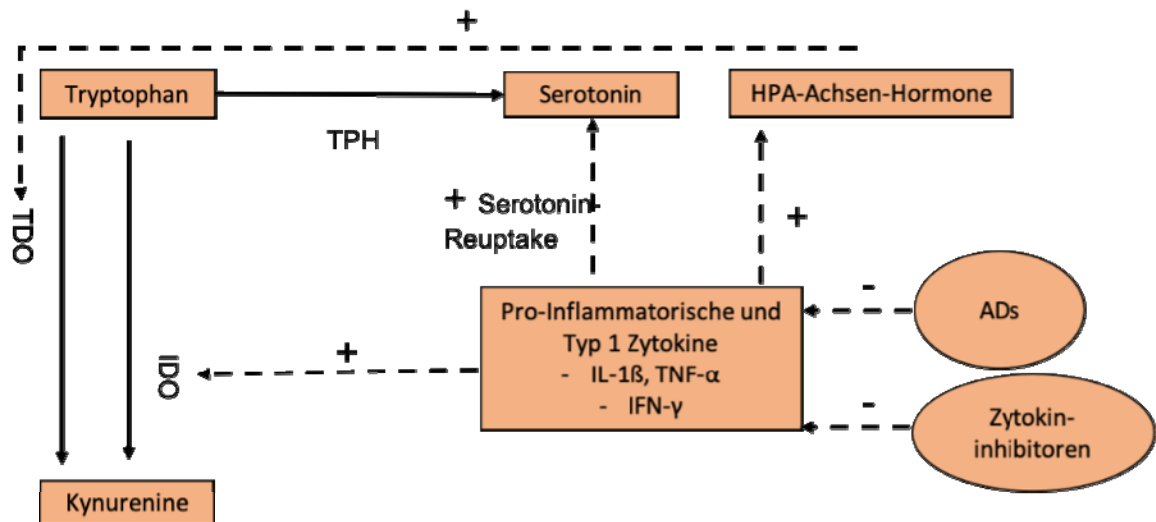 +
Tryptophan
Serotonin
HPA-Achsen-Hormone
TPH
TDO
+ Serotonin-
Reuptake
+
Pro-Inflammatorische und
Typ 1 Zytokine
- IL-1ß, TNF-α
- IFN-γ
-
ADs
+
IDO
-
Zytokin-
inhibitoren
Kynurenine